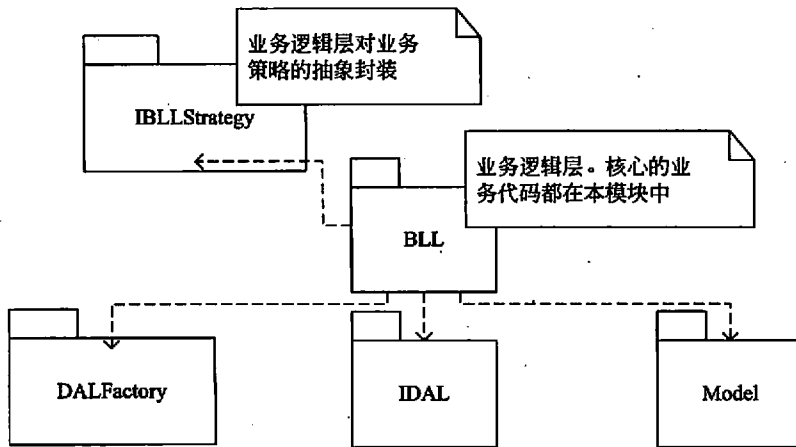 业务逻辑层对业务
策略的抽象封装
IBLLStrategy
业务逻辑层。核心的业
务代码都在本模块中
BLL
DALFactory
IDAL
Model